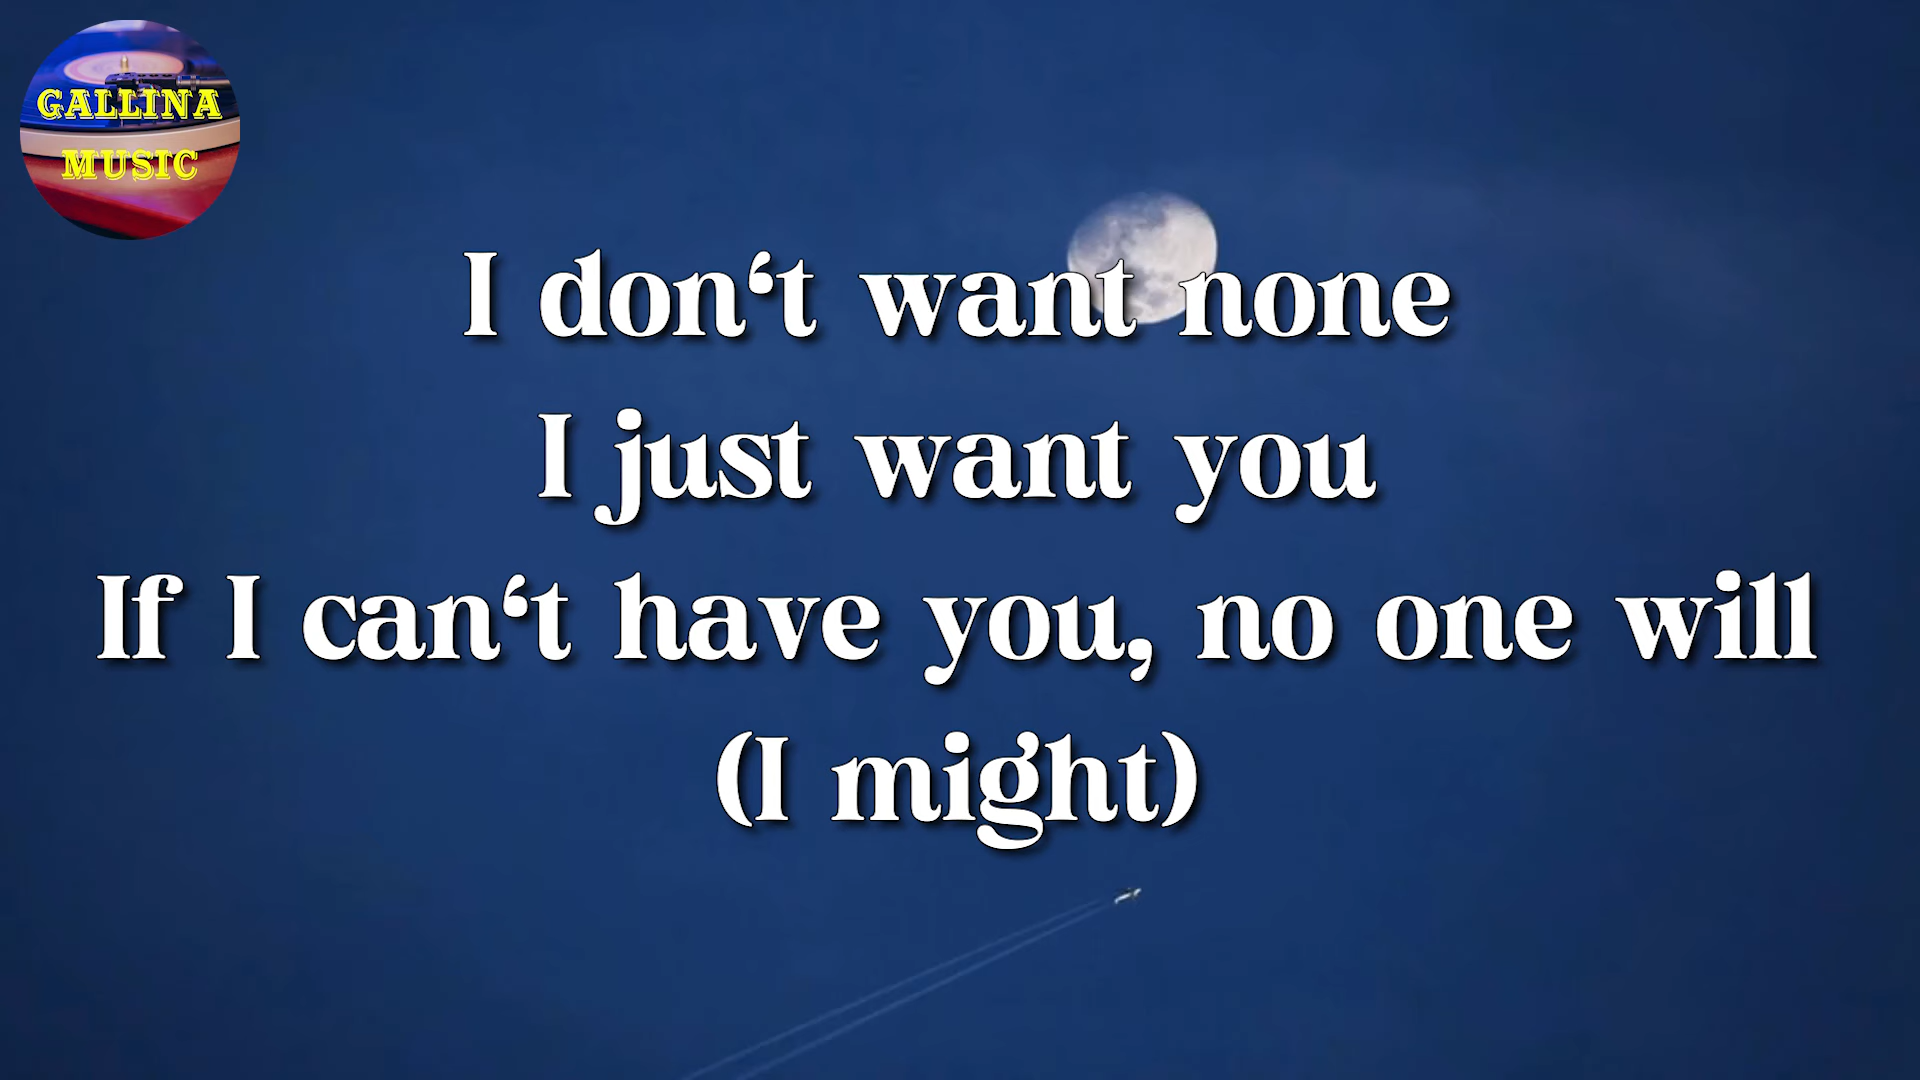 GALLINA
MUSIC
I don‘t want none
I just want you
If I can‘t have you, no one will
(I might)